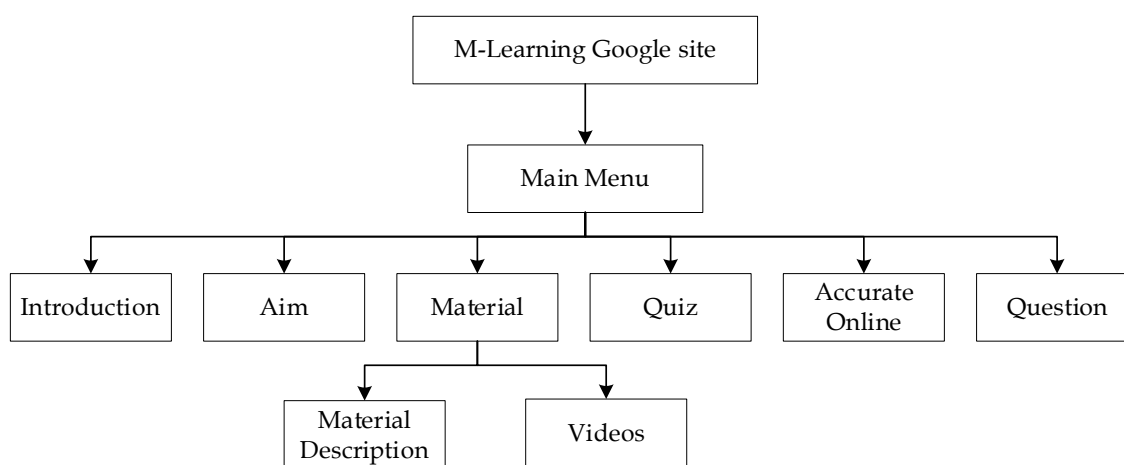 M-Learning Google site
Main Menu
Introduction
Aim
Material
Quiz
Accurate
Online
Question
Material
Description
Videos